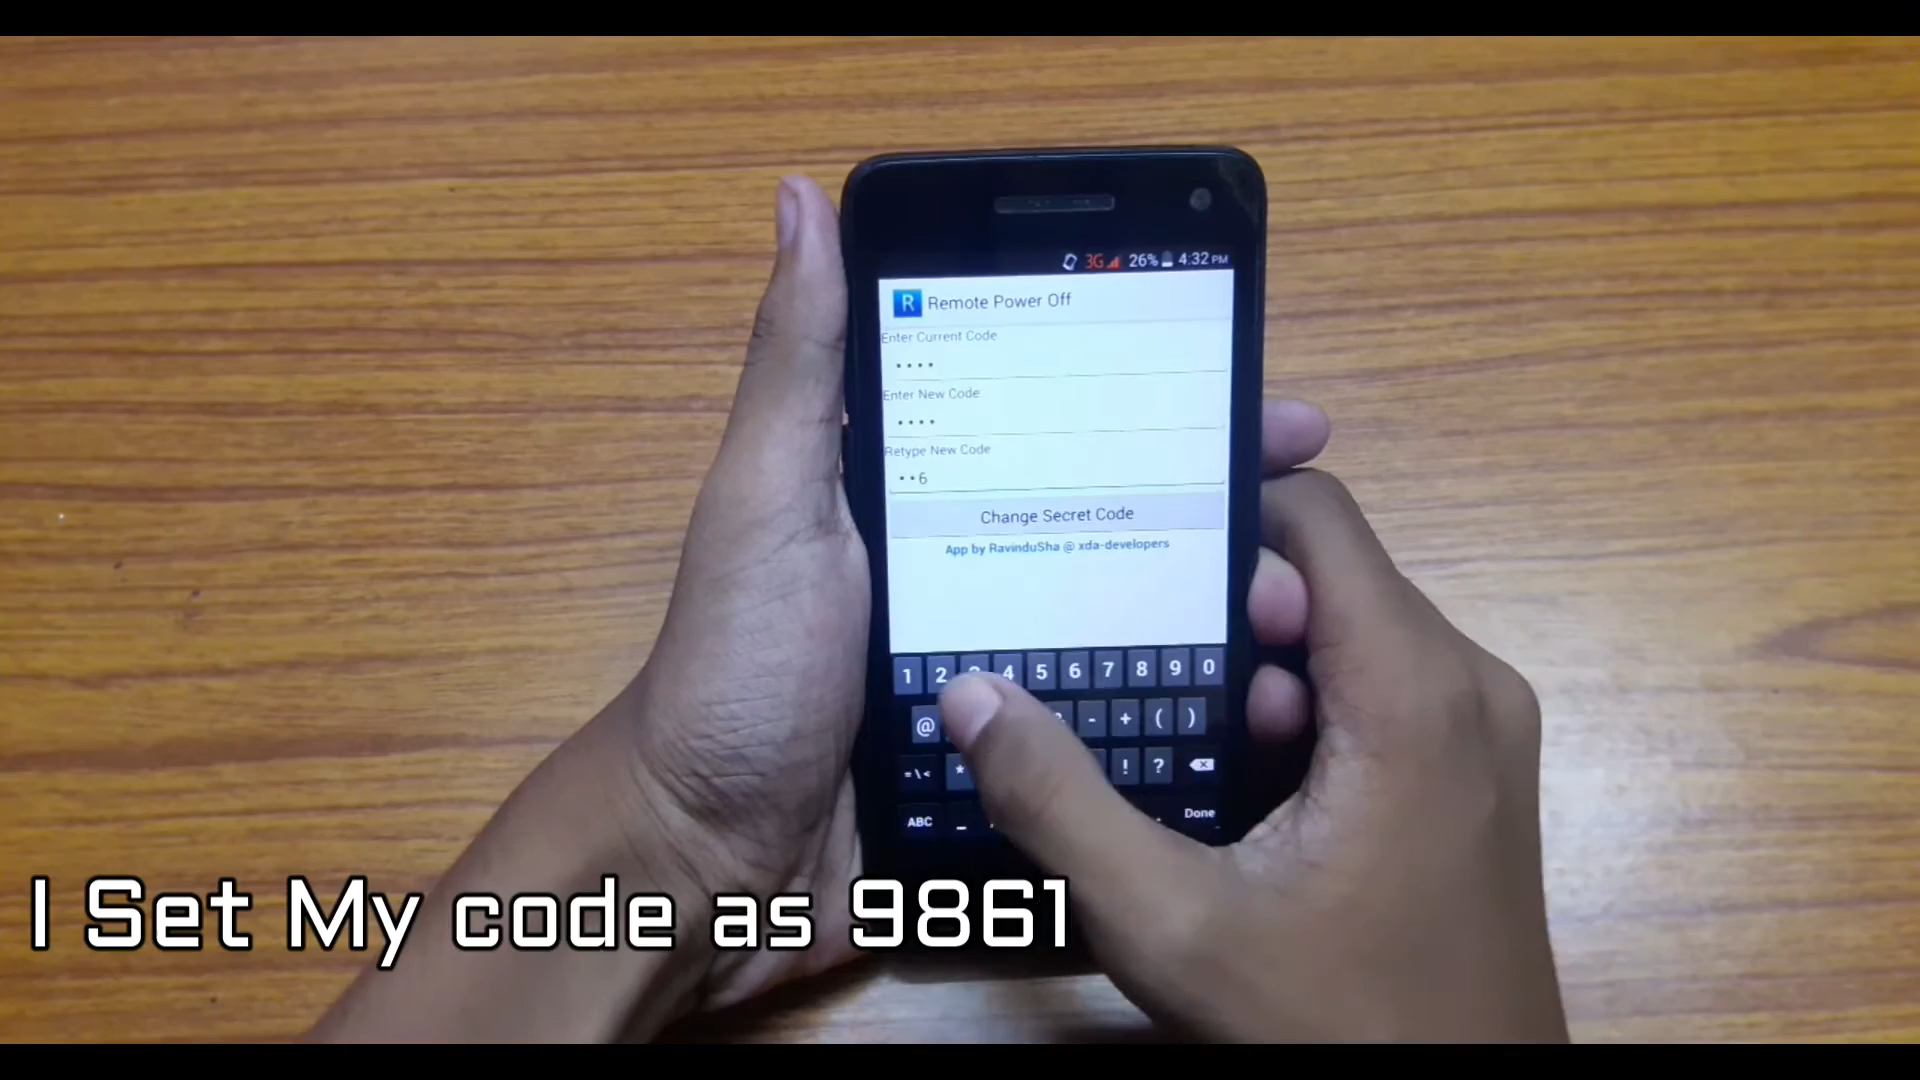 3G 26% 4:32 PM
R Remote Power Off
Enter Current Code
••••
Enter New Code
••••
Retype New Code
••6
Change Secret Code
App by RavinduSha @ xda-developers
1 2 3 4 5 6 7 8 9 0
@ - + ( )
=\< * ! ?
ABC _ . Done
I Set My code as 9861